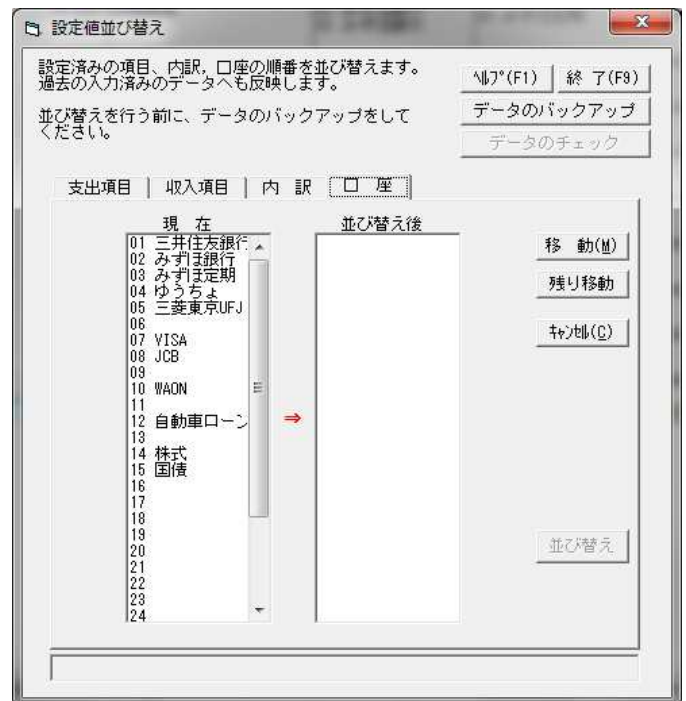 設定値並び替え
設定済みの項目、内訳，口座の順番を並び替えます。
過去の入力済みのデータへも反映します。
並び替えを行う前に、データのバックアップをして
ください。
ﾍﾙﾌﾟ(F1) 終 了(F9)
データのバックアップ
データのチェック
支出項目 収入項目 内 訳 口 座
現 在 並び替え後
01 三井住友銀行
02 みずほ銀行
03 みずほ定期
04 ゆうちょ
05 三菱東京UFJ
06
07 VISA
08 JCB
09
10 WAON
11
12 自動車ローン
13
14 株式
15 国債
16
17
18
19
20
21
22
23
24
⇒
移 動(M)
残り移動
ｷｬﾝｾﾙ(C)
並び替え